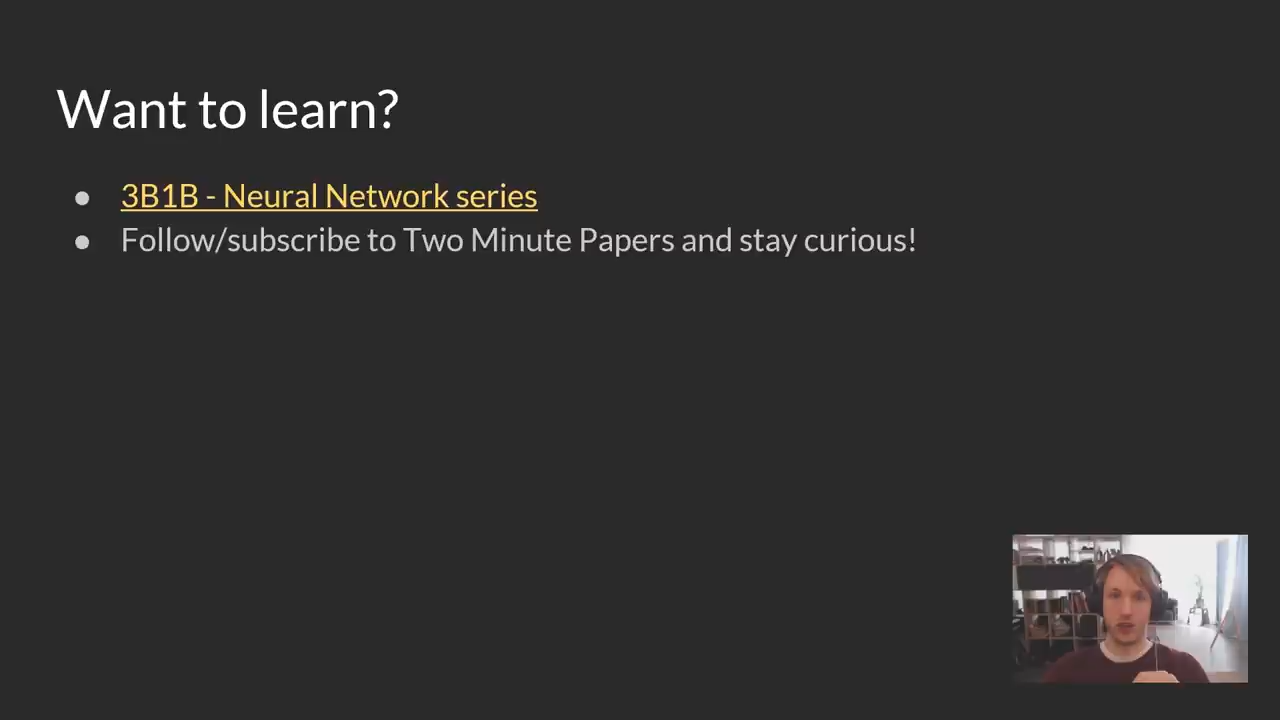 Want to learn?
● 3B1B - Neural Network series
● Follow/subscribe to Two Minute Papers and stay curious!